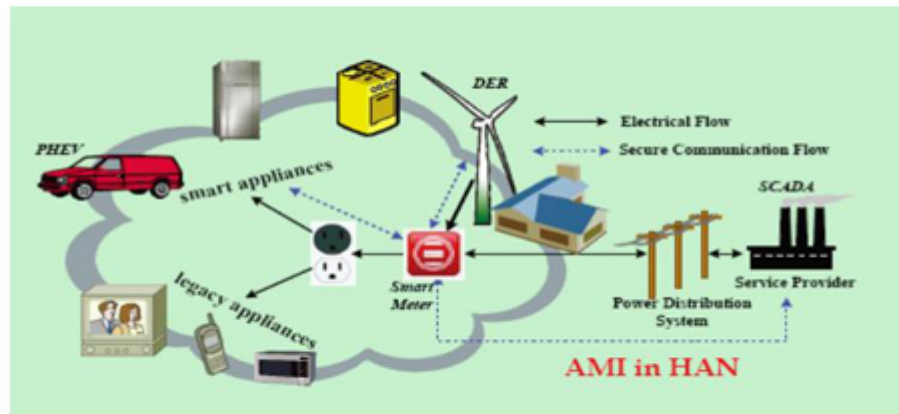 DER
PHEV
Electrical Flow
Secure Communication Flow
smart appliances
SCADA
legacy appliances
Smart
Meter
Service Provider
Power Distribution
System
AMI in HAN